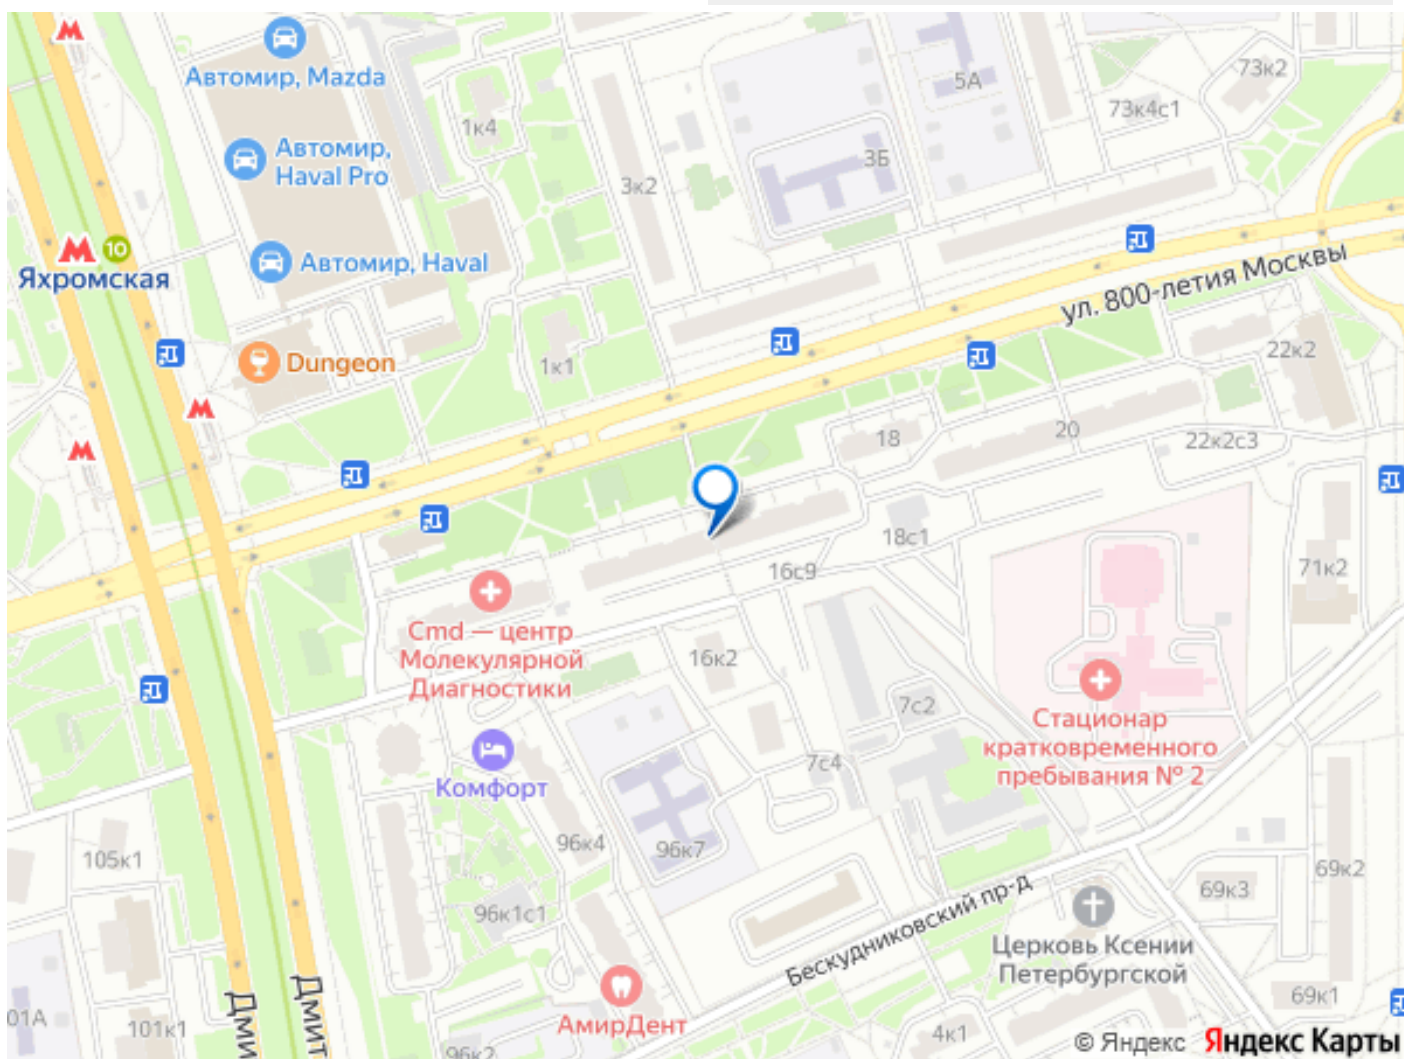 Автомир, Mazda
73к2
5А
73к4с1
1к4
Автомир,
Haval Pro
3Б
3к2
10
Яхромская
Автомир, Haval
ул. 800-летия Москвы
Dungeon
1к1
22к2
18
20
22к2с3
18с1
16с9
71к2
Cmd — центр
Молекулярной
Диагностики
16к2
7с2
Стационар
кратковременного
пребывания № 2
7с4
Комфорт
105к1
96к4
96к7
69к2
69к3
96к1с1
Бескудниковский пр-д
Церковь Ксении
Петербургской
69к1
Дми
Дмит
01А
101к1
АмирДент
4к1
96к2
© Яндекс Яндекс Карты